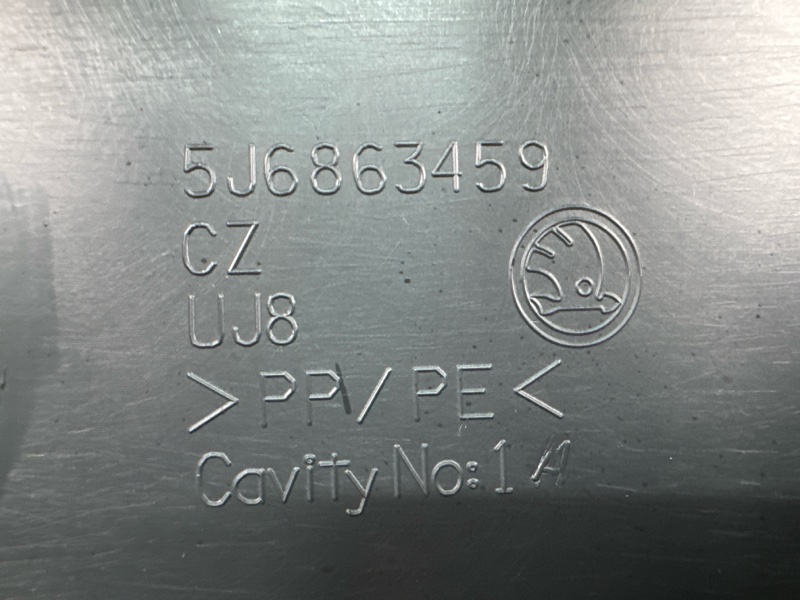 5J6863459
CZ
UJ8
>PP/PE<
Cavity No:1 A